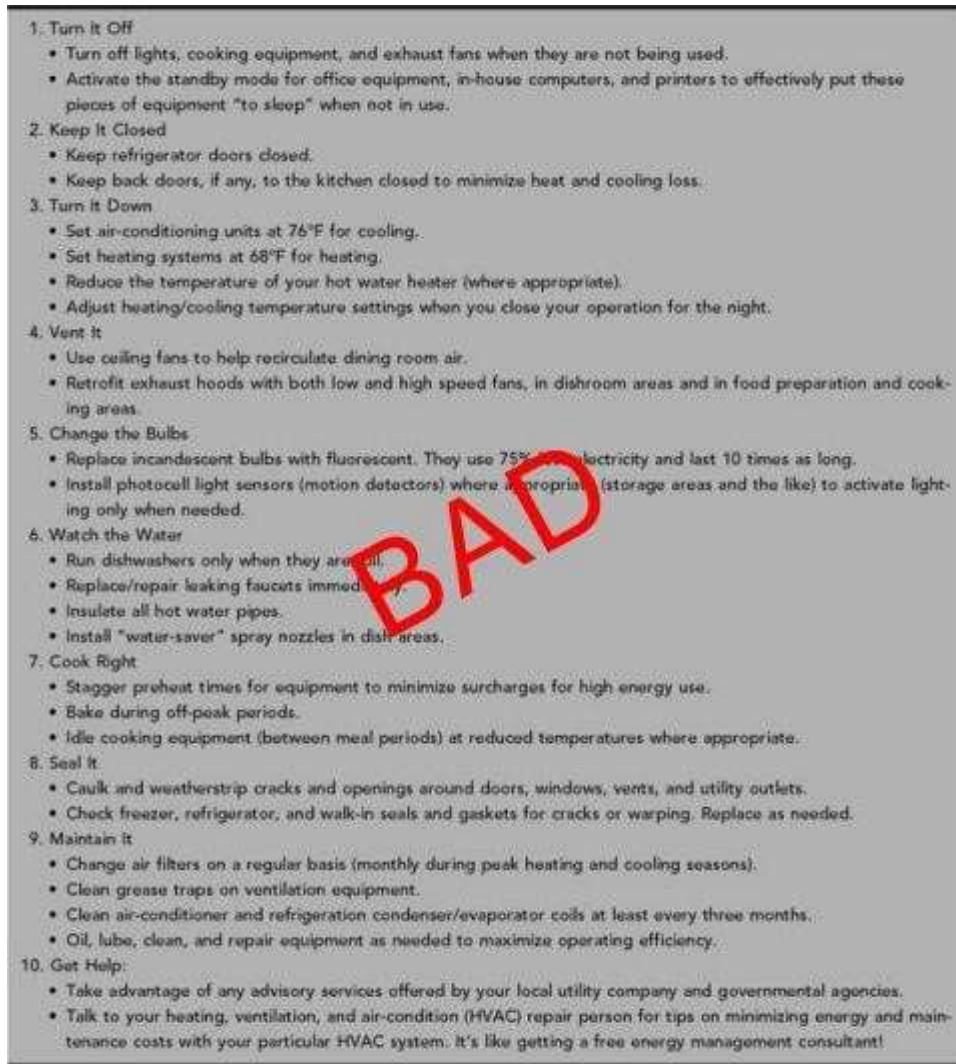 1. Turn It Off
• Turn off lights, cooking equipment, and exhaust fans when they are not being used.
• Activate the standby mode for office equipment, in-house computers, and printers to effectively put these
pieces of equipment "to sleep" when not in use.
2. Keep It Closed
• Keep refrigerator doors closed.
• Keep back doors, if any, to the kitchen closed to minimize heat and cooling loss.
3. Turn It Down
• Set air-conditioning units at 76°F for cooling.
• Set heating systems at 68°F for heating.
• Reduce the temperature of your hot water heater (where appropriate).
• Adjust heating/cooling temperature settings when you close your operation for the night.
4. Vent It
• Use ceiling fans to help recirculate dining room air.
• Retrofit exhaust hoods with both low and high speed fans, in dishroom areas and in food preparation and cook-
ing areas.
5. Change the Bulbs
• Replace incandescent bulbs with fluorescent. They use 75% electricity and last 10 times as long.
• Install photocell light sensors (motion detectors) where appropriate (storage areas and the like) to activate light-
ing only when needed.
6. Watch the Water
• Run dishwashers only when they are
• Replace/repair leaking faucets immediately.
• Insulate all hot water pipes.
• Install "water-saver" spray nozzles in dish areas.
BAD
7. Cook Right
• Stagger preheat times for equipment to minimize surcharges for high energy use.
• Bake during off-peak periods.
• Idle cooking equipment (between meal periods) at reduced temperatures where appropriate.
8. Seal It
• Caulk and weatherstrip cracks and openings around doors, windows, vents, and utility outlets.
• Check freezer, refrigerator, and walk-in seals and gaskets for cracks or warping. Replace as needed.
9. Maintain It
• Change air filters on a regular basis (monthly during peak heating and cooling seasons).
• Clean grease traps on ventilation equipment.
• Clean air-conditioner and refrigeration condenser/evaporator coils at least every three months.
• Oil, lube, clean, and repair equipment as needed to maximize operating efficiency.
10. Get Help:
• Take advantage of any advisory services offered by your local utility company and governmental agencies.
• Talk to your heating, ventilation, and air-condition (HVAC) repair person for tips on minimizing energy and main-
tenance costs with your particular HVAC system. It's like getting a free energy management consultant!